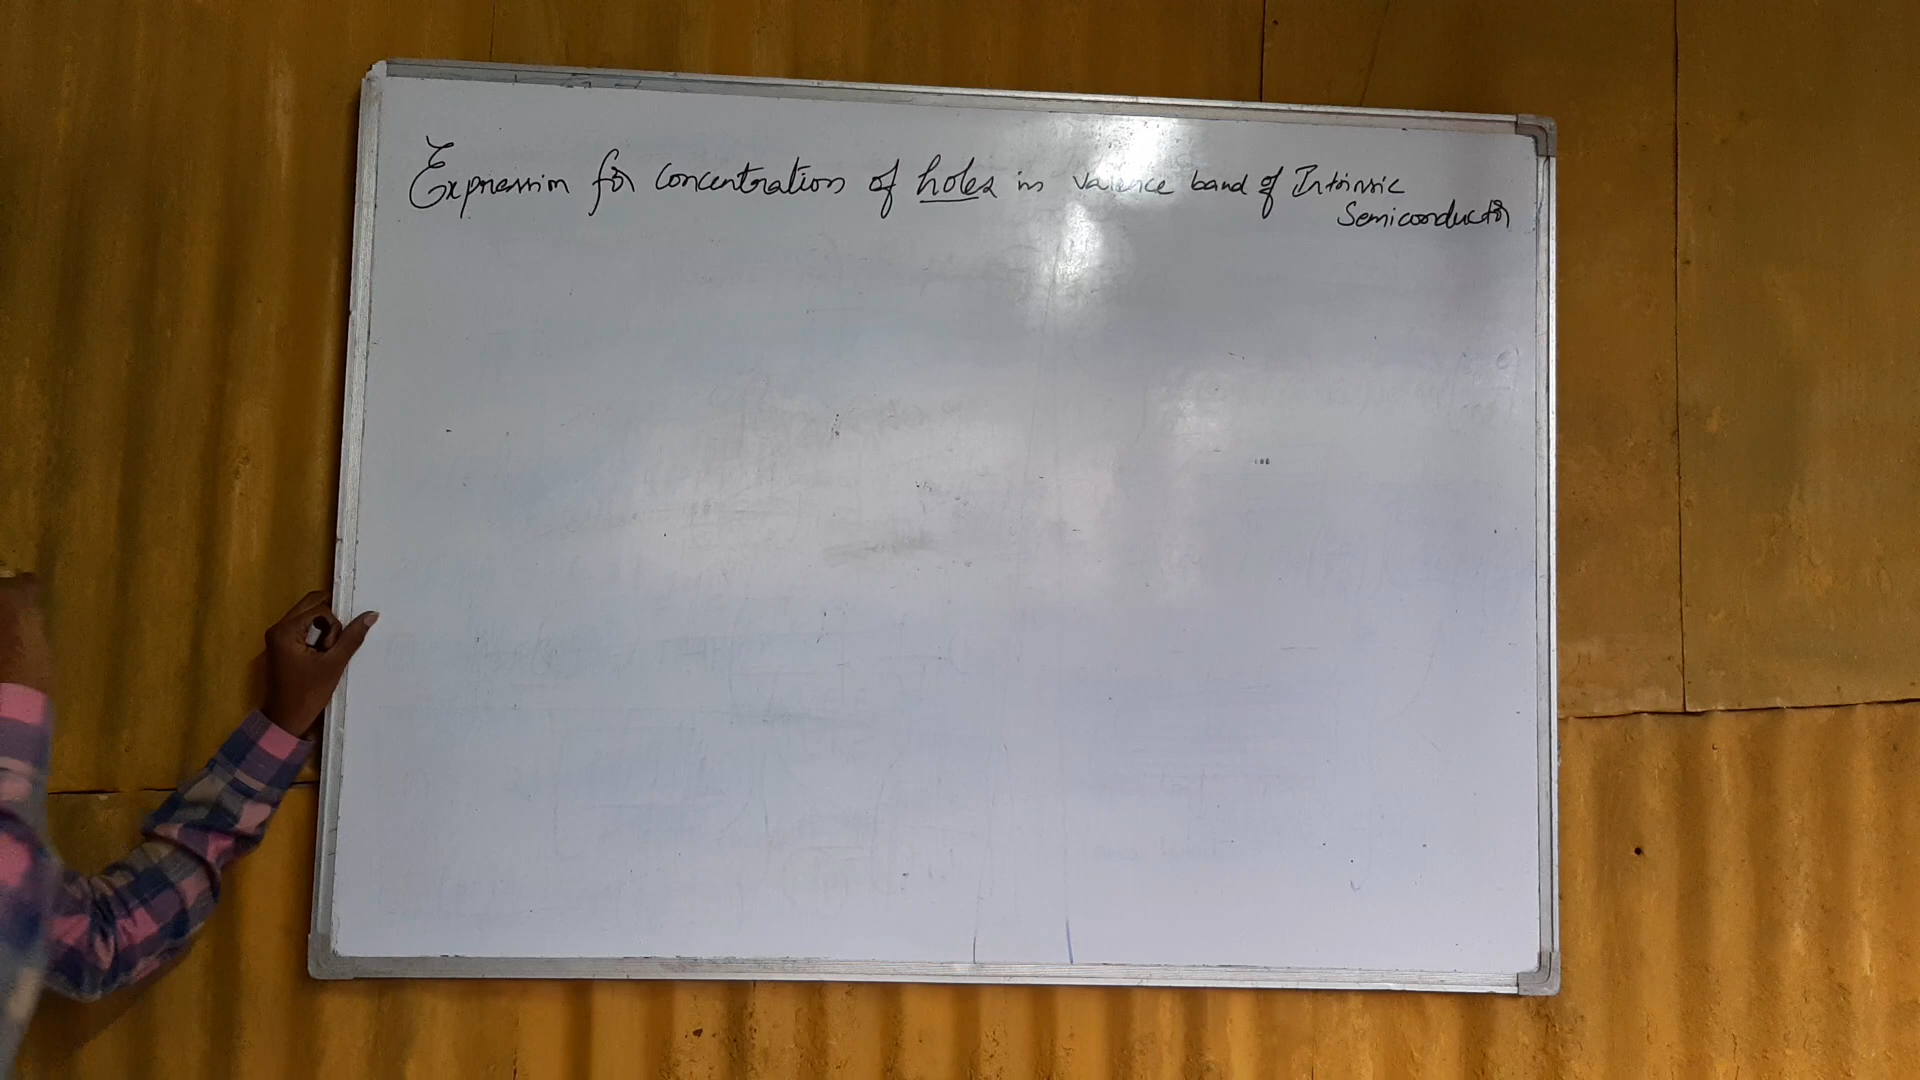 Expression for concentration of holes in valence band of Intrinsic
Semiconductor